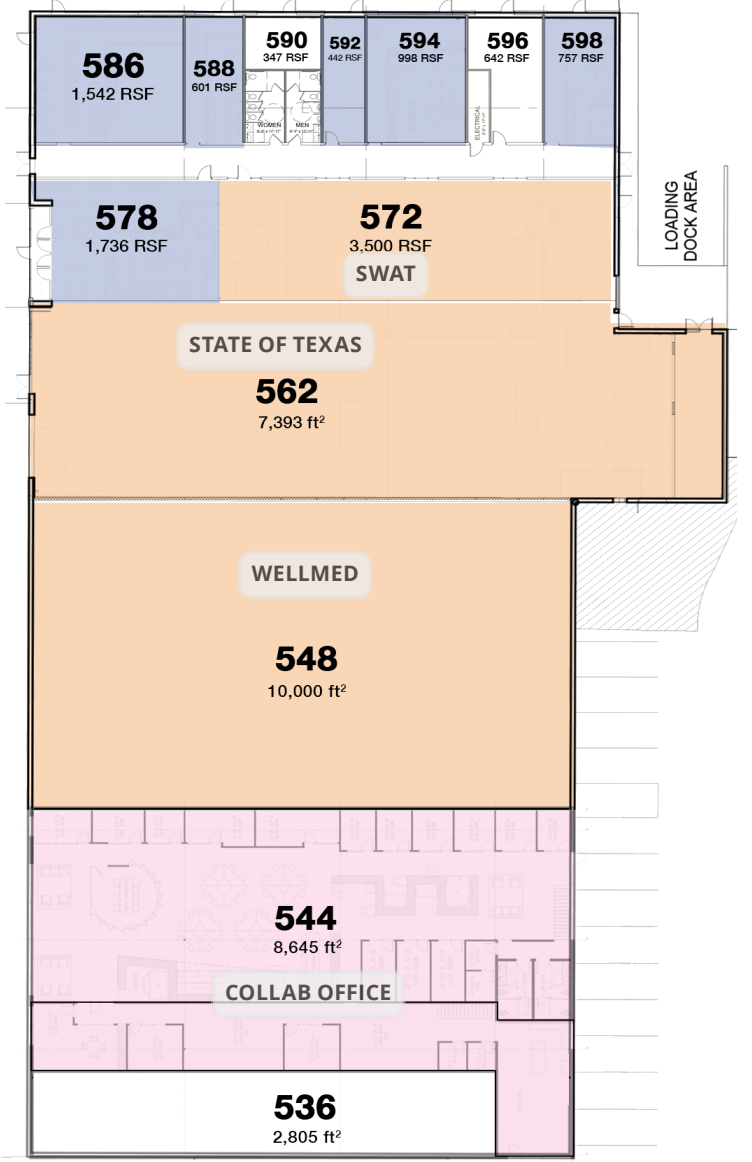 586
1,542 RSF
588
601 RSF
590
347 RSF
592
442 RSF
594
998 RSF
596
642 RSF
598
757 RSF
WOMEN
MEN
ELECTRICAL
LOADING
DOCK AREA
578
1,736 RSF
572
3,500 RSF
SWAT
STATE OF TEXAS
562
7,393 ft²
WELLMED
548
10,000 ft²
544
8,645 ft²
COLLAB OFFICE
536
2,805 ft²